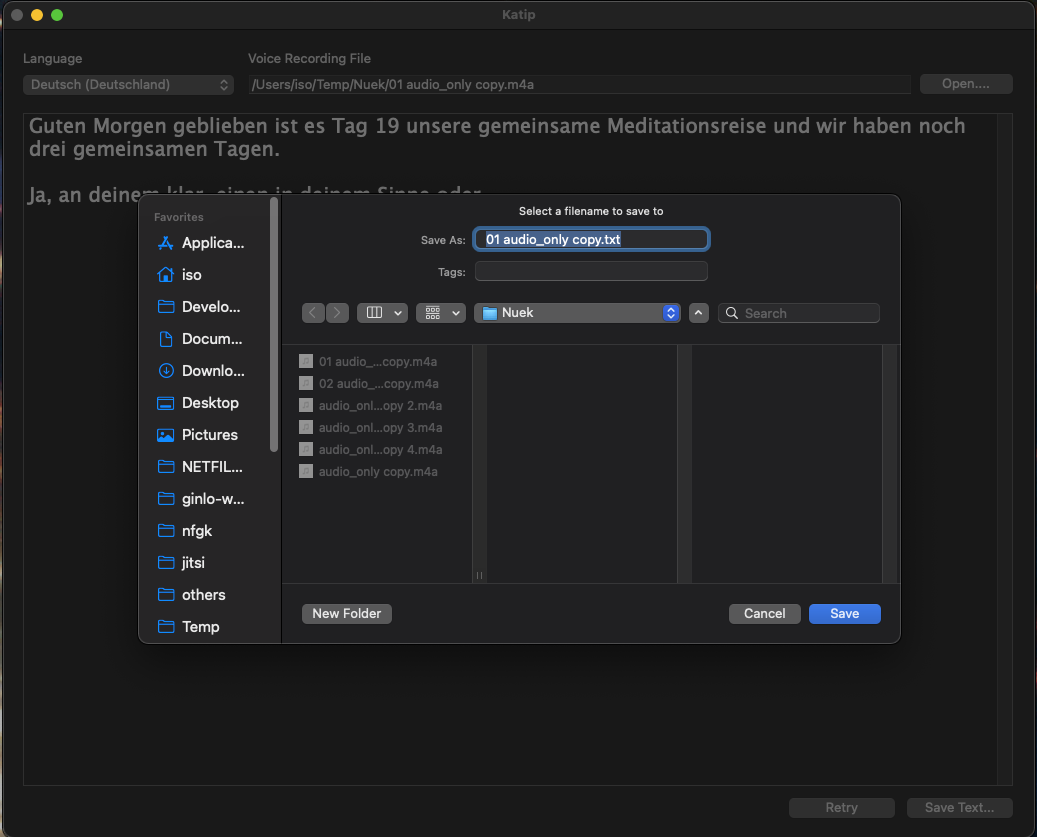 Katip
Language
Voice Recording File
Deutsch (Deutschland)
/Users/iso/Temp/Nuek/01 audio_only copy.m4a
Open....
Guten Morgen geblieben ist es Tag 19 unsere gemeinsame Meditationsreise und wir haben noch
drei gemeinsamen Tagen.
Ja, an deinem klar, einen in deinem Sinne oder
Favorites
Applica...
iso
Develo...
Docum...
Downlo...
Desktop
Pictures
NETFIL...
ginlo-w...
nfgk
jitsi
others
Temp
Select a filename to save to
Save As:
01 audio_only copy.txt
Tags:
Nuek
Search
01 audio_...copy.m4a
02 audio_...copy.m4a
audio_onl...opy 2.m4a
audio_onl...opy 3.m4a
audio_onl...opy 4.m4a
audio_only copy.m4a
New Folder
Cancel
Save
Retry
Save Text...